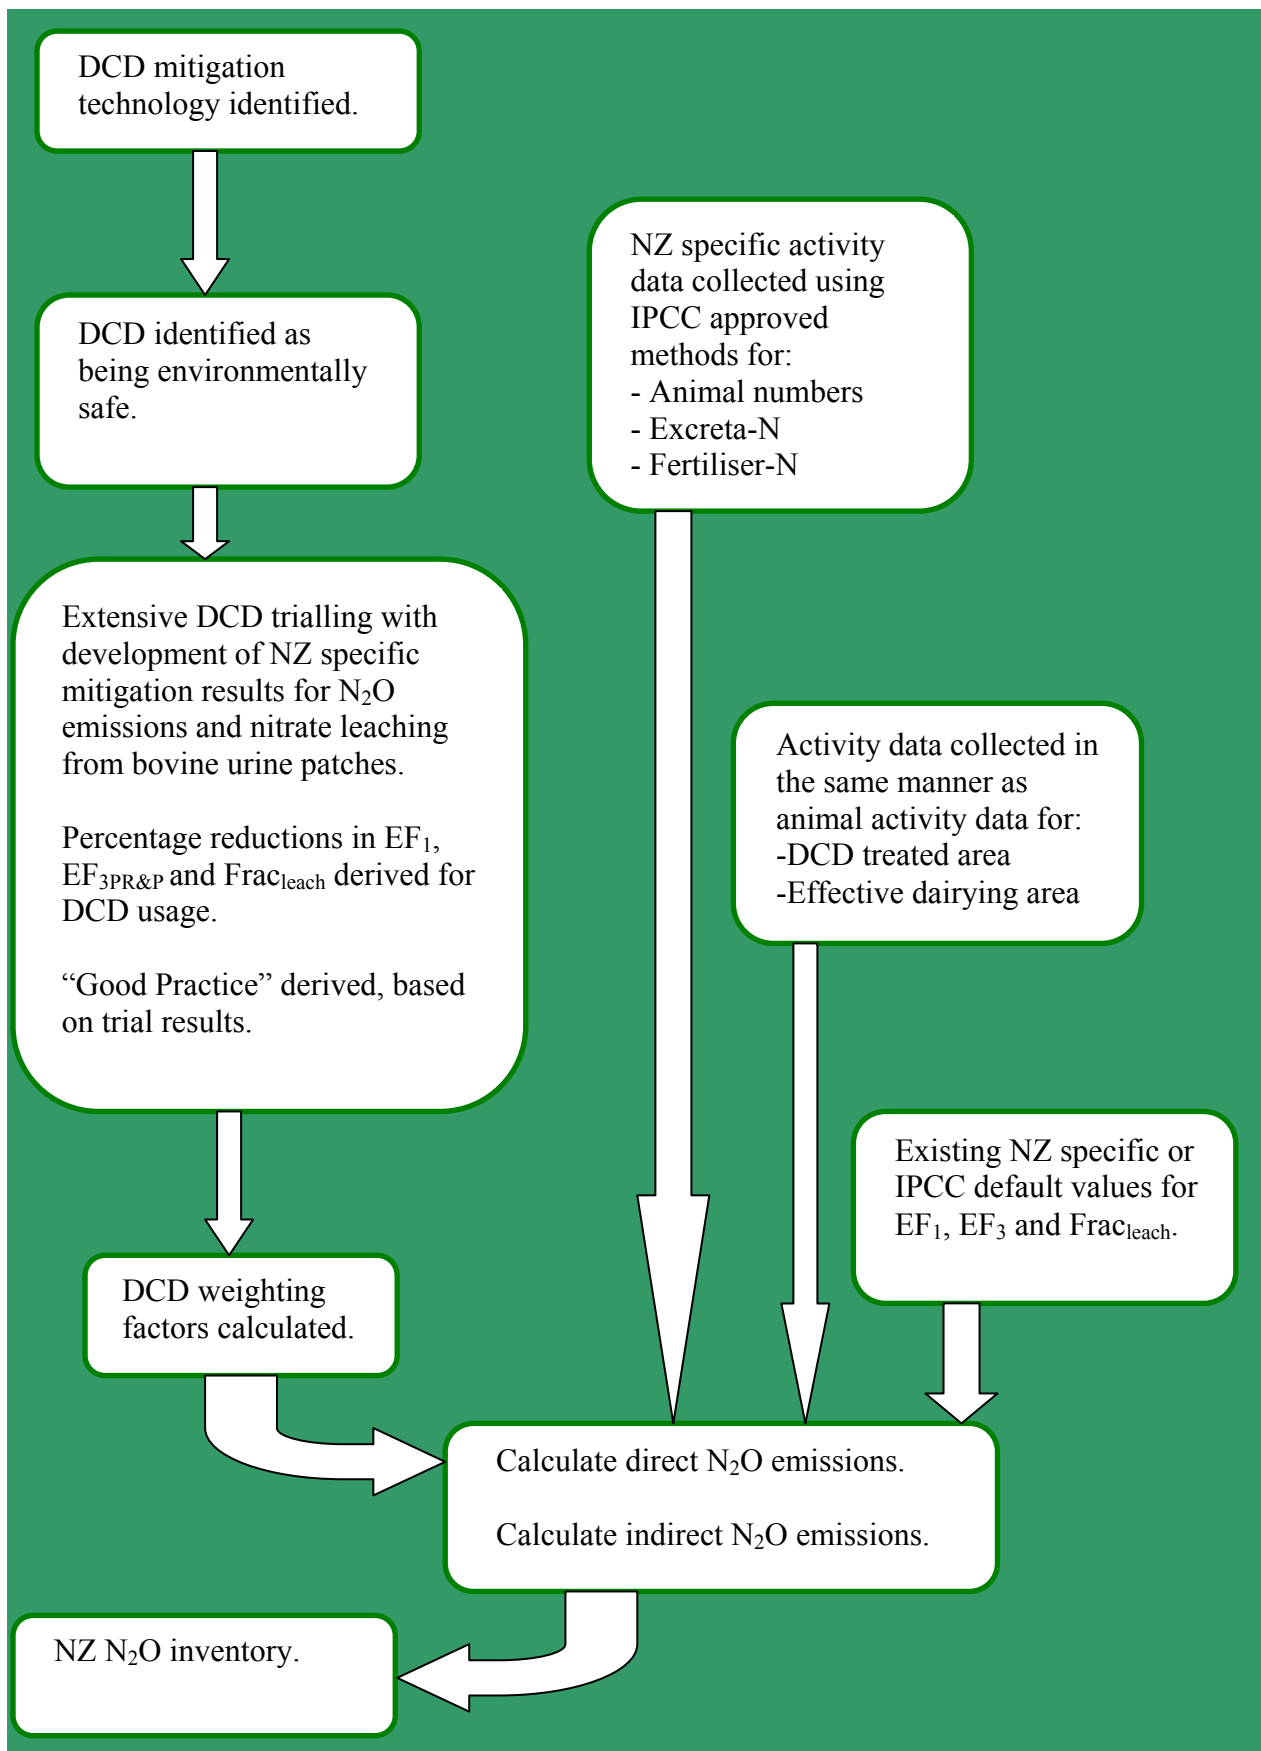 DCD mitigation
technology identified.
DCD identified as
being environmentally
safe.
Extensive DCD trialling with
development of NZ specific
mitigation results for N₂O
emissions and nitrate leaching
from bovine urine patches.
Percentage reductions in EF₁,
EF₃PR&P and Fracleach derived for
DCD usage.
“Good Practice” derived, based
on trial results.
DCD weighting
factors calculated.
NZ specific activity
data collected using
IPCC approved
methods for:
- Animal numbers
- Excreta-N
- Fertiliser-N
Activity data collected in
the same manner as
animal activity data for:
-DCD treated area
-Effective dairying area
Existing NZ specific or
IPCC default values for
EF₁, EF₃ and Fracleach.
Calculate direct N₂O emissions.
Calculate indirect N₂O emissions.
NZ N₂O inventory.